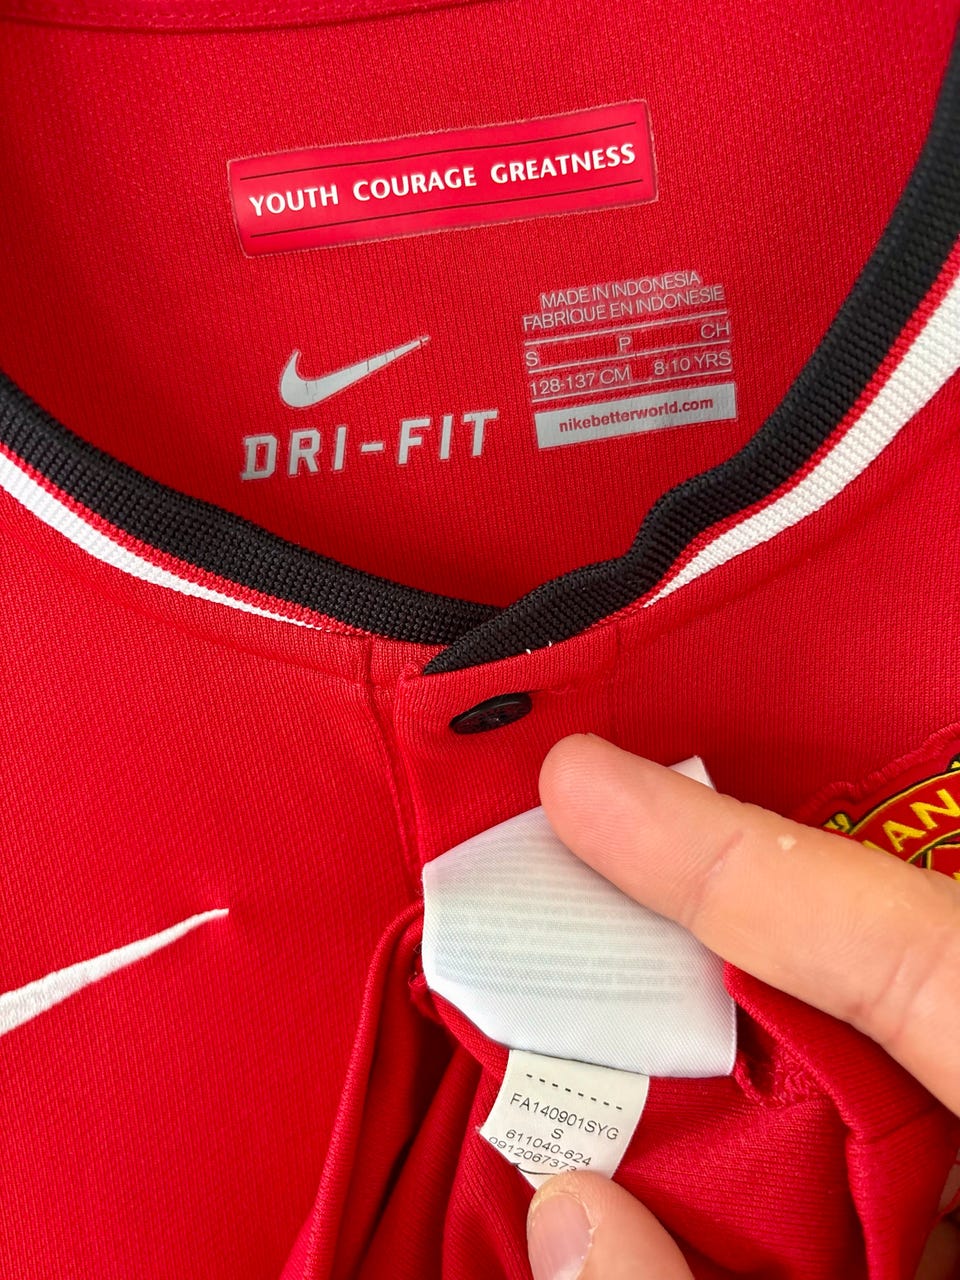 YOUTH COURAGE GREATNESS
MADE IN INDONESIA
FABRIQUE EN INDONESIE
S P CH
128-137 CM 8-10 YRS
nikebetterworld.com
DRI-FIT
MAN
FA140901SYG
S
611040-624